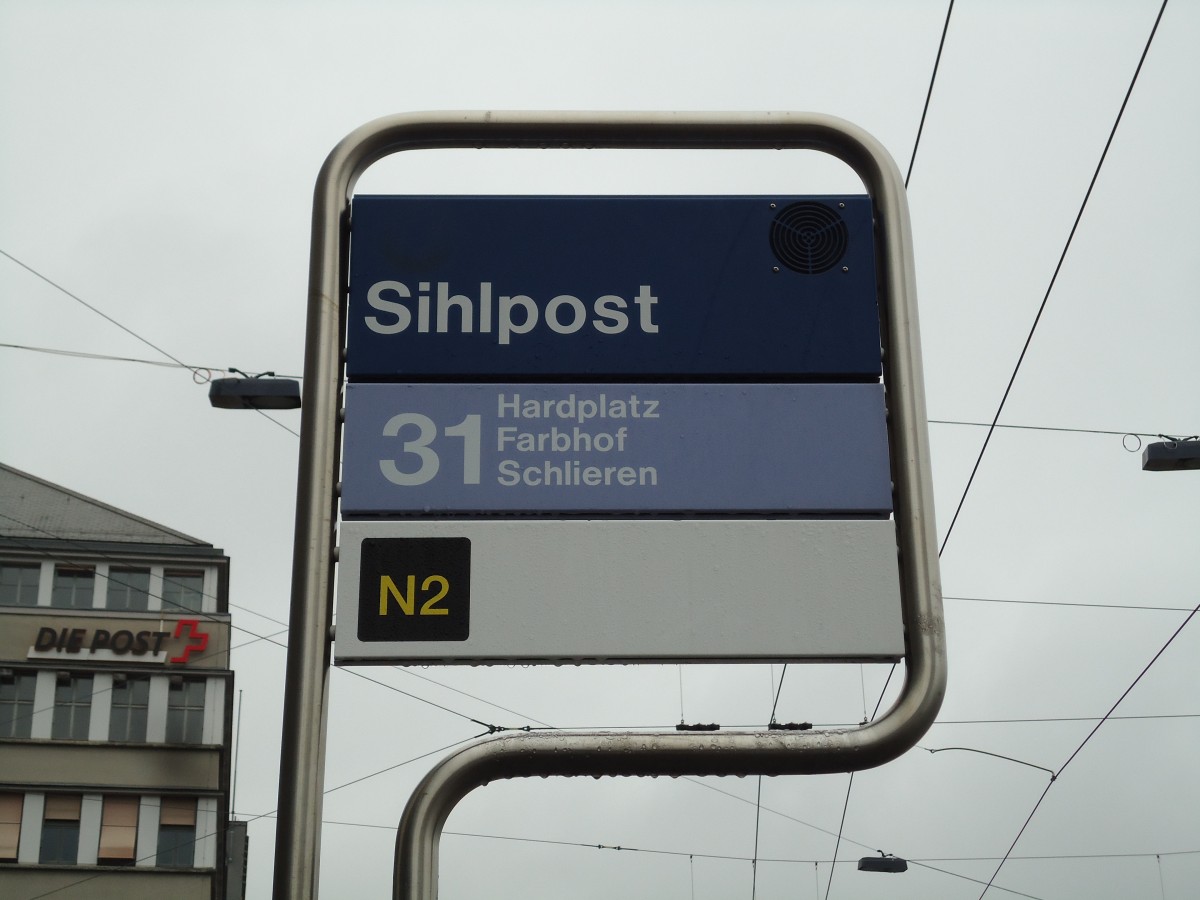 Sihlpost
31
Hardplatz
Farbhof
Schlieren
N2
DIE POST